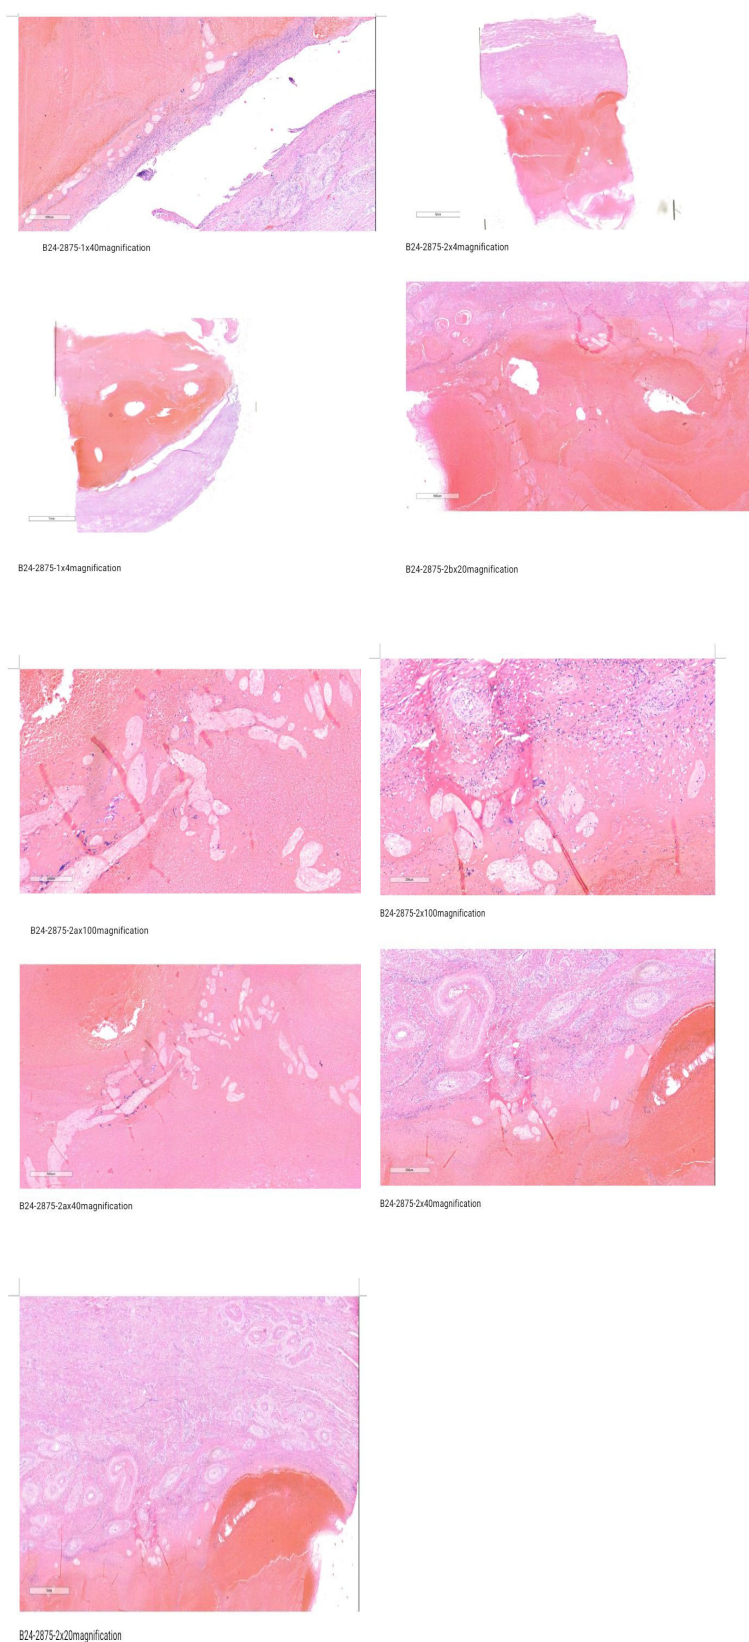 B24-2875-1x40magnification
B24-2875-2x4magnification
B24-2875-1x4magnification
B24-2875-2bx20magnification
B24-2875-2ax100magnification
B24-2875-2x100magnification
B24-2875-2ax40magnification
B24-2875-2x40magnification
B24-2875-2x20magnification